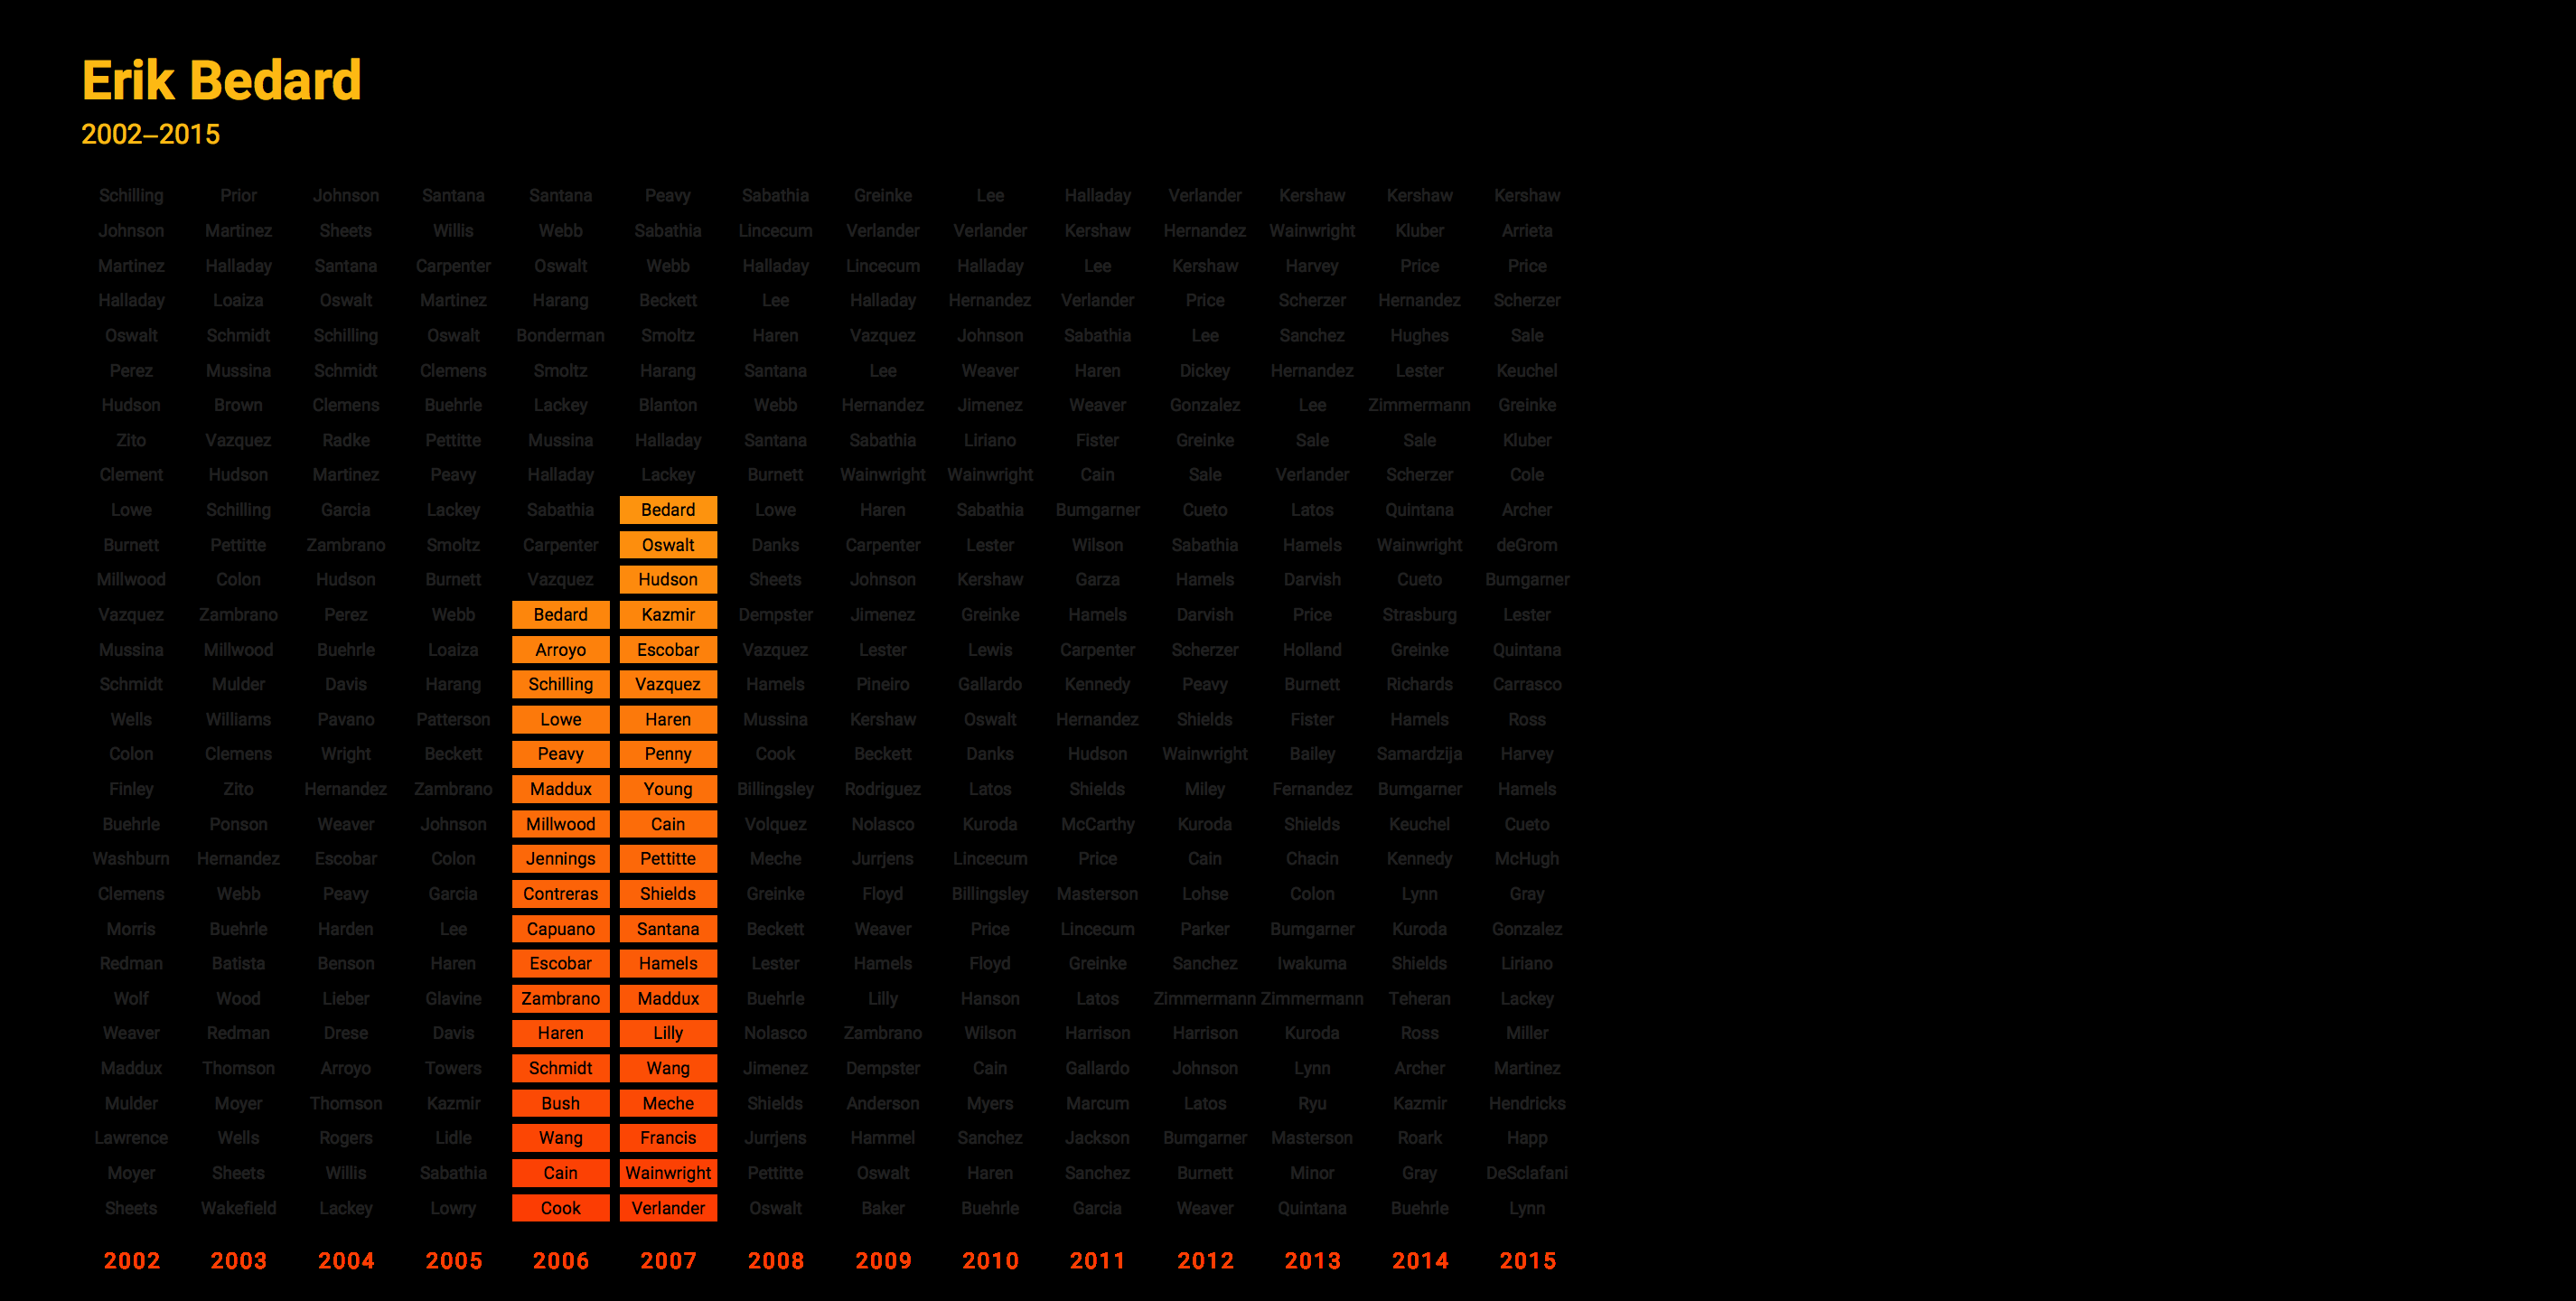 Erik Bedard
2002–2015
Schilling Prior Johnson Santana Santana Peavy Sabathia Greinke Lee Halladay Verlander Kershaw Kershaw Kershaw
Johnson Martinez Sheets Willis Webb Sabathia Lincecum Verlander Verlander Kershaw Hernandez Wainwright Kluber Arrieta
Martinez Halladay Santana Carpenter Oswalt Webb Halladay Lincecum Halladay Lee Kershaw Harvey Price Price
Halladay Loaiza Oswalt Martinez Harang Beckett Lee Halladay Hernandez Verlander Price Scherzer Hernandez Scherzer
Oswalt Schmidt Schilling Oswalt Bonderman Smoltz Haren Vazquez Johnson Sabathia Lee Sanchez Hughes Sale
Perez Mussina Schmidt Clemens Smoltz Harang Santana Lee Weaver Haren Dickey Hernandez Lester Keuchel
Hudson Brown Clemens Buehrle Lackey Blanton Webb Hernandez Jimenez Weaver Gonzalez Lee Zimmermann Greinke
Zito Vazquez Radke Pettitte Mussina Halladay Santana Sabathia Liriano Fister Greinke Sale Sale Kluber
Clement Hudson Martinez Peavy Halladay Lackey Burnett Wainwright Wainwright Cain Sale Verlander Scherzer Cole
Lowe Schilling Garcia Lackey Sabathia Bedard Lowe Haren Sabathia Bumgarner Cueto Latos Quintana Archer
Burnett Pettitte Zambrano Smoltz Carpenter Oswalt Danks Carpenter Lester Wilson Sabathia Hamels Wainwright deGrom
Millwood Colon Hudson Burnett Vazquez Hudson Sheets Johnson Kershaw Garza Hamels Darvish Cueto Bumgarner
Vazquez Zambrano Perez Webb Bedard Kazmir Dempster Jimenez Greinke Hamels Darvish Price Strasburg Lester
Mussina Millwood Buehrle Loaiza Arroyo Escobar Vazquez Lester Lewis Carpenter Scherzer Holland Greinke Quintana
Schmidt Mulder Davis Harang Schilling Vazquez Hamels Pineiro Gallardo Kennedy Peavy Burnett Richards Carrasco
Wells Williams Pavano Patterson Lowe Haren Mussina Kershaw Oswalt Hernandez Shields Fister Hamels Ross
Colon Clemens Wright Beckett Peavy Penny Cook Beckett Danks Hudson Wainwright Bailey Samardzija Harvey
Finley Zito Hernandez Zambrano Maddux Young Billingsley Rodriguez Latos Shields Miley Fernandez Bumgarner Hamels
Buehrle Ponson Weaver Johnson Millwood Cain Volquez Nolasco Kuroda McCarthy Kuroda Shields Keuchel Cueto
Washburn Hernandez Escobar Colon Jennings Pettitte Meche Jurrjens Lincecum Price Cain Chacin Kennedy McHugh
Clemens Webb Peavy Garcia Contreras Shields Greinke Floyd Billingsley Masterson Lohse Colon Lynn Gray
Morris Buehrle Harden Lee Capuano Santana Beckett Weaver Price Lincecum Parker Bumgarner Kuroda Gonzalez
Redman Batista Benson Haren Escobar Hamels Lester Hamels Floyd Greinke Sanchez Iwakuma Shields Liriano
Wolf Wood Lieber Glavine Zambrano Maddux Buehrle Lilly Hanson Latos Zimmermann Zimmermann Teheran Lackey
Weaver Redman Drese Davis Haren Lilly Nolasco Zambrano Wilson Harrison Harrison Kuroda Ross Miller
Maddux Thomson Arroyo Towers Schmidt Wang Jimenez Dempster Cain Gallardo Johnson Lynn Archer Martinez
Mulder Moyer Thomson Kazmir Bush Meche Shields Anderson Myers Marcum Latos Ryu Kazmir Hendricks
Lawrence Wells Rogers Lidle Wang Francis Jurrjens Hammel Sanchez Jackson Bumgarner Masterson Roark Happ
Moyer Sheets Willis Sabathia Cain Wainwright Pettitte Oswalt Haren Sanchez Burnett Minor Gray DeSclafani
Sheets Wakefield Lackey Lowry Cook Verlander Oswalt Baker Buehrle Garcia Weaver Quintana Buehrle Lynn
2002 2003 2004 2005 2006 2007 2008 2009 2010 2011 2012 2013 2014 2015